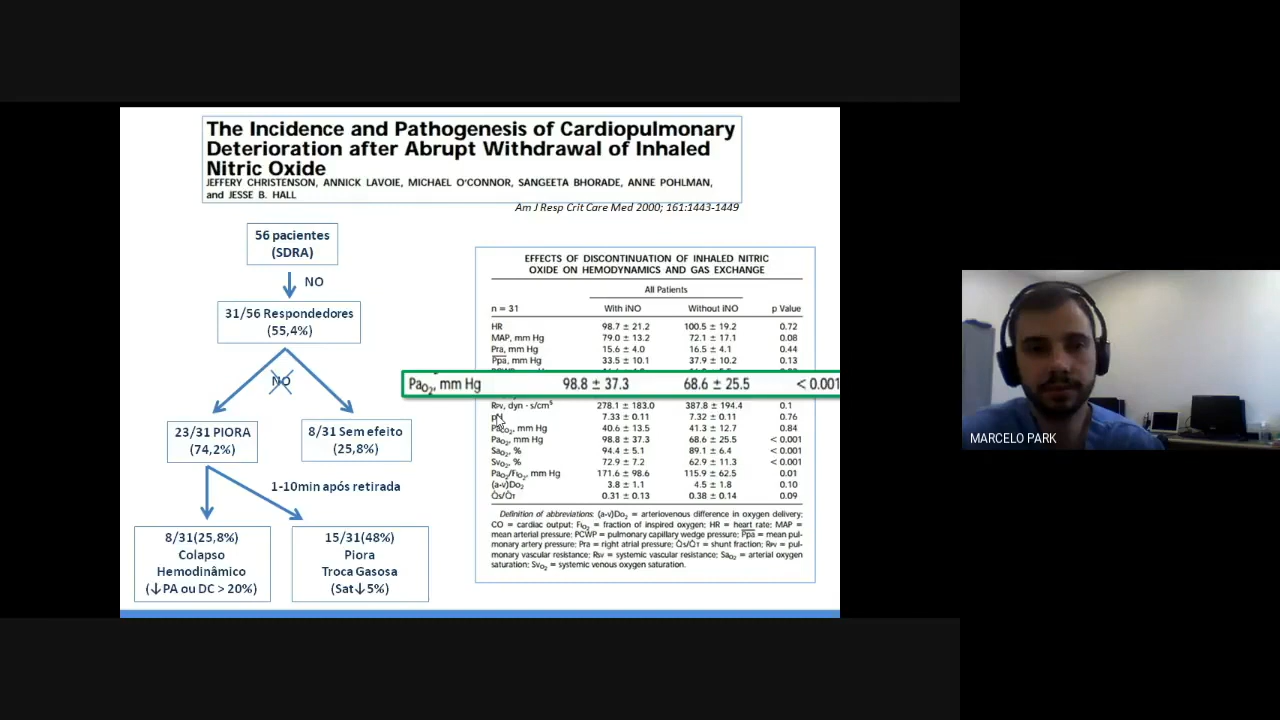 The Incidence and Pathogenesis of Cardiopulmonary
Deterioration after Abrupt Withdrawal of Inhaled
Nitric Oxide
JEFFERY CHRISTENSON, ANNICK LAVOIE, MICHAEL O'CONNOR, SANGEETA BHORADE, ANNE POHLMAN,
and JESSE B. HALL
Am J Resp Crit Care Med 2000; 161:1443-1449
56 pacientes
(SDRA)
NO
31/56 Respondedores
(55,4%)
NO
23/31 PIORA
(74,2%)
8/31 Sem efeito
(25,8%)
1-10min após retirada
8/31(25,8%)
Colapso
Hemodinâmico
(↓PA ou DC > 20%)
15/31(48%)
Piora
Troca Gasosa
(Sat↓5%)
EFFECTS OF DISCONTINUATION OF INHALED NITRIC
OXIDE ON HEMODYNAMICS AND GAS EXCHANGE
All Patients
n = 31 With iNO Without iNO p Value
HR 98.7 ± 21.2 100.5 ± 19.2 0.72
MAP, mm Hg 79.0 ± 13.2 72.1 ± 17.1 0.08
Pra, mm Hg 15.6 ± 4.0 16.5 ± 4.1 0.44
Ppa, mm Hg 33.5 ± 10.1 37.9 ± 10.2 0.13
PaO2, mm Hg 98.8 ± 37.3 68.6 ± 25.5 < 0.001
Rpv, dyn · s/cm5 278.1 ± 183.0 387.8 ± 194.4 0.1
pH 7.33 ± 0.11 7.32 ± 0.11 0.76
PaCO2, mm Hg 40.6 ± 13.5 41.3 ± 12.7 0.84
PaO2, mm Hg 98.8 ± 37.3 68.6 ± 25.5 < 0.001
SaO2, % 94.4 ± 5.1 89.1 ± 6.4 < 0.001
SvO2, % 72.9 ± 7.2 62.9 ± 11.3 < 0.001
PaO2/FIO2, mm Hg 171.6 ± 98.6 115.9 ± 62.5 0.01
(a-v)DO2 3.8 ± 1.1 4.5 ± 1.8 0.10
Qs/QT 0.31 ± 0.13 0.38 ± 0.14 0.09
Definition of abbreviations: (a-v)DO2 = arteriovenous difference in oxygen delivery;
CO = cardiac output; FIO2 = fraction of inspired oxygen; HR = heart rate; MAP =
mean arterial pressure; PCWP = pulmonary capillary wedge pressure; Ppa = mean pul-
monary artery pressure; Pra = right atrial pressure; Qs/QT = shunt fraction; Rpv = pul-
monary vascular resistance; Rsv = systemic vascular resistance; SaO2 = arterial oxygen
saturation; SvO2 = systemic venous oxygen saturation.
MARCELO PARK